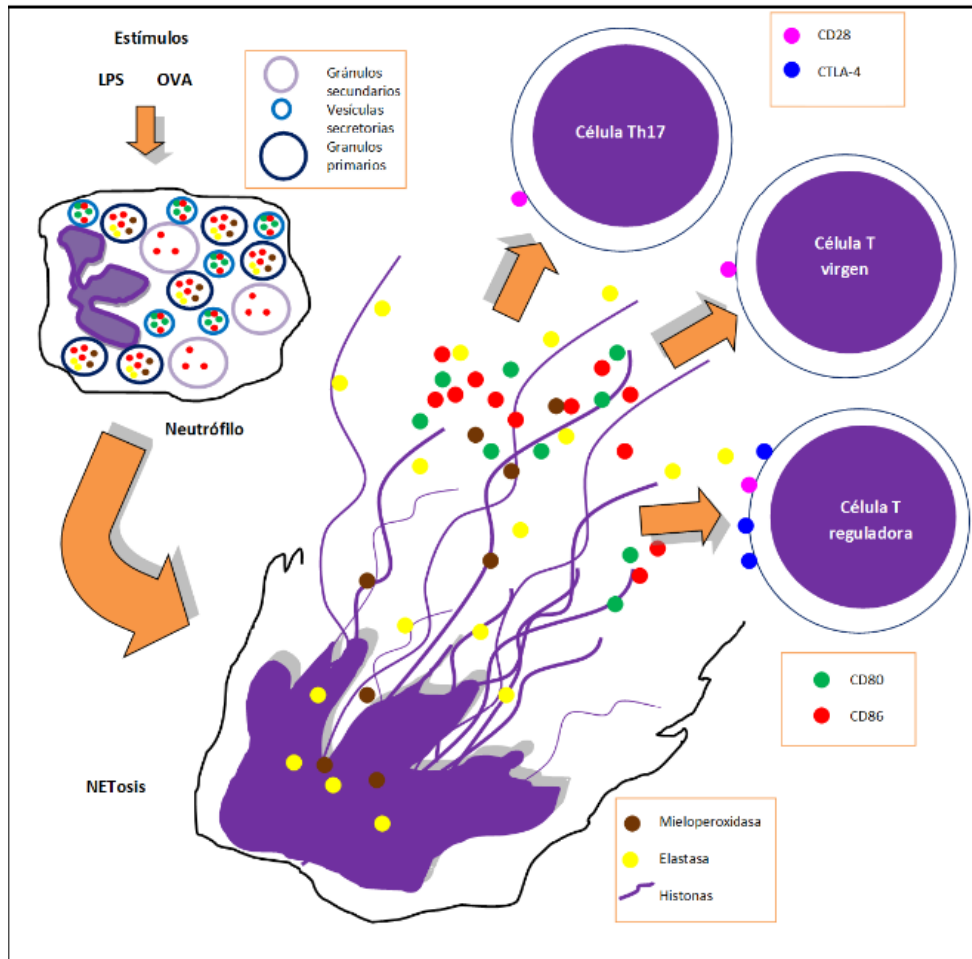 Estímulos
LPS OVA
Gránulos
secundarios
Vesículas
secretorias
Granulos
primarios
CD28
CTLA-4
Célula Th17
Célula T
virgen
Neutrófilo
Célula T
reguladora
CD80
CD86
NETosis
Mieloperoxidasa
Elastasa
Histonas